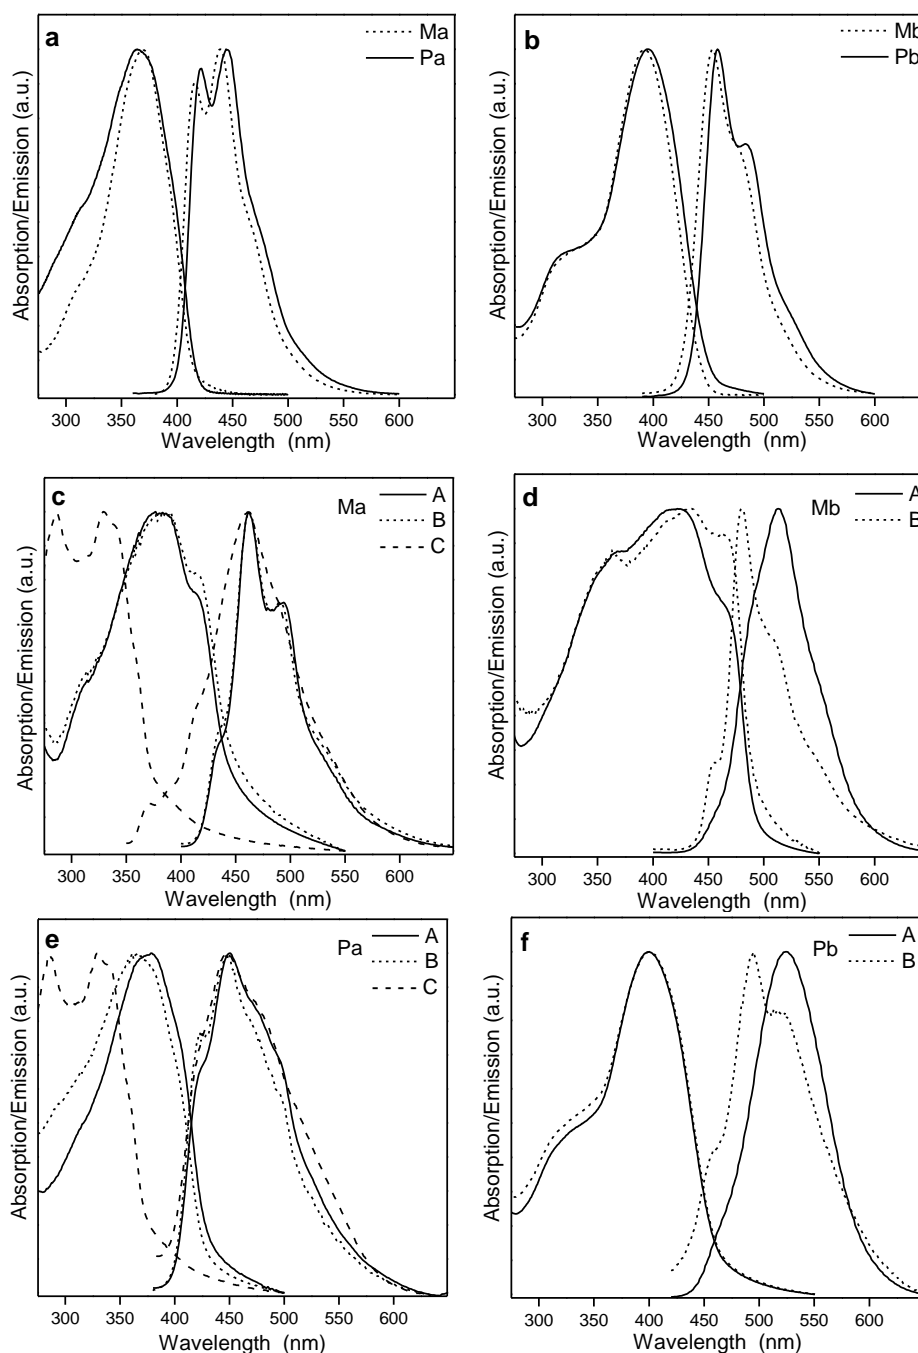 a
Ma
Pa
Absorption/Emission (a.u.)
300 350 400 450 500 550 600
Wavelength (nm)
b
Mb
Pb
Absorption/Emission (a.u.)
300 350 400 450 500 550 600
Wavelength (nm)
c
Ma
A
B
C
Absorption/Emission (a.u.)
300 350 400 450 500 550 600
Wavelength (nm)
d
Mb
A
B
Absorption/Emission (a.u.)
300 350 400 450 500 550 600
Wavelength (nm)
e
Pa
A
B
C
Absorption/Emission (a.u.)
300 350 400 450 500 550 600
Wavelength (nm)
f
Pb
A
B
Absorption/Emission (a.u.)
300 350 400 450 500 550 600
Wavelength (nm)